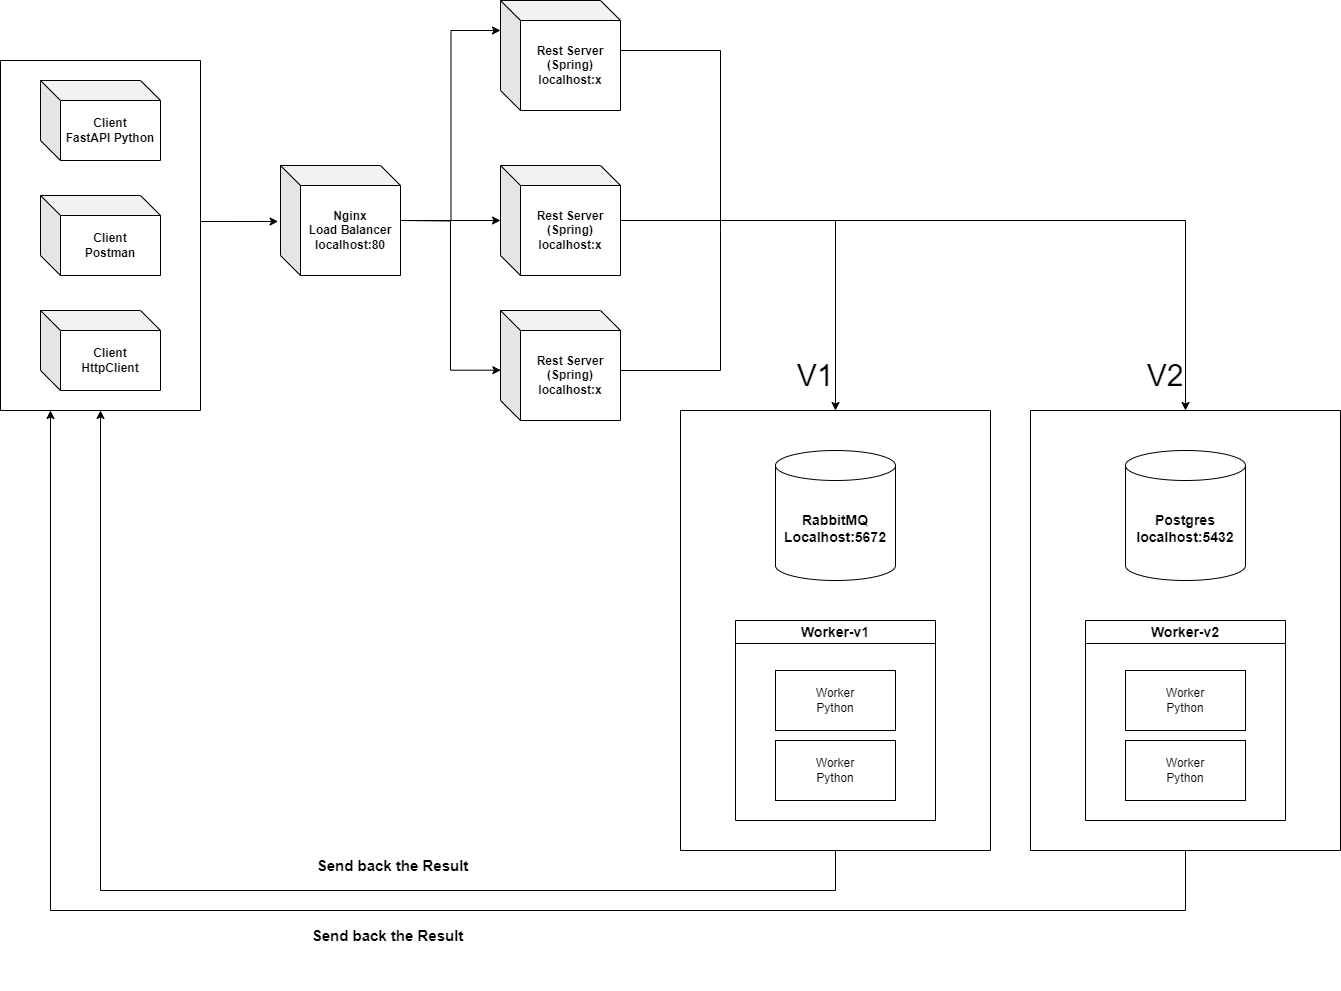 Rest Server
(Spring)
localhost:x
Client
FastAPI Python
Client
Postman
Client
HttpClient
Nginx
Load Balancer
localhost:80
Rest Server
(Spring)
localhost:x
Rest Server
(Spring)
localhost:x
V1
V2
RabbitMQ
Localhost:5672
Worker-v1
Worker
Python
Worker
Python
Postgres
localhost:5432
Worker-v2
Worker
Python
Worker
Python
Send back the Result
Send back the Result